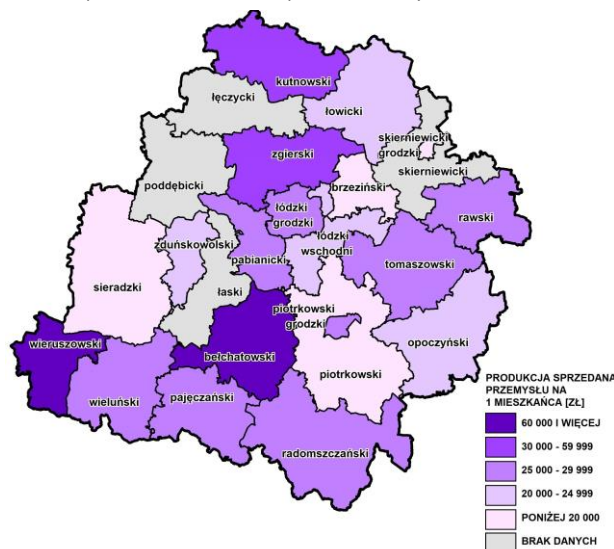 kutnowski
łęczycki
łowicki
skierniewicki
grodzki
zgierski
skierniewicki
poddębicki
brzeziński
rawski
łódzki
grodzki
łódzki
wschodni
zduńskowolski
pabianicki
tomaszowski
sieradzki
łaski
piotrkowski
grodzki
opoczyński
wieruszowski
bełchatowski
piotrkowski
wieluński
pajęczański
radomszczański
PRODUKCJA SPRZEDANA
PRZEMYSŁU NA
1 MIESZKAŃCA [ZŁ]
60 000 I WIĘCEJ
30 000 - 59 999
25 000 - 29 999
20 000 - 24 999
PONIŻEJ 20 000
BRAK DANYCH